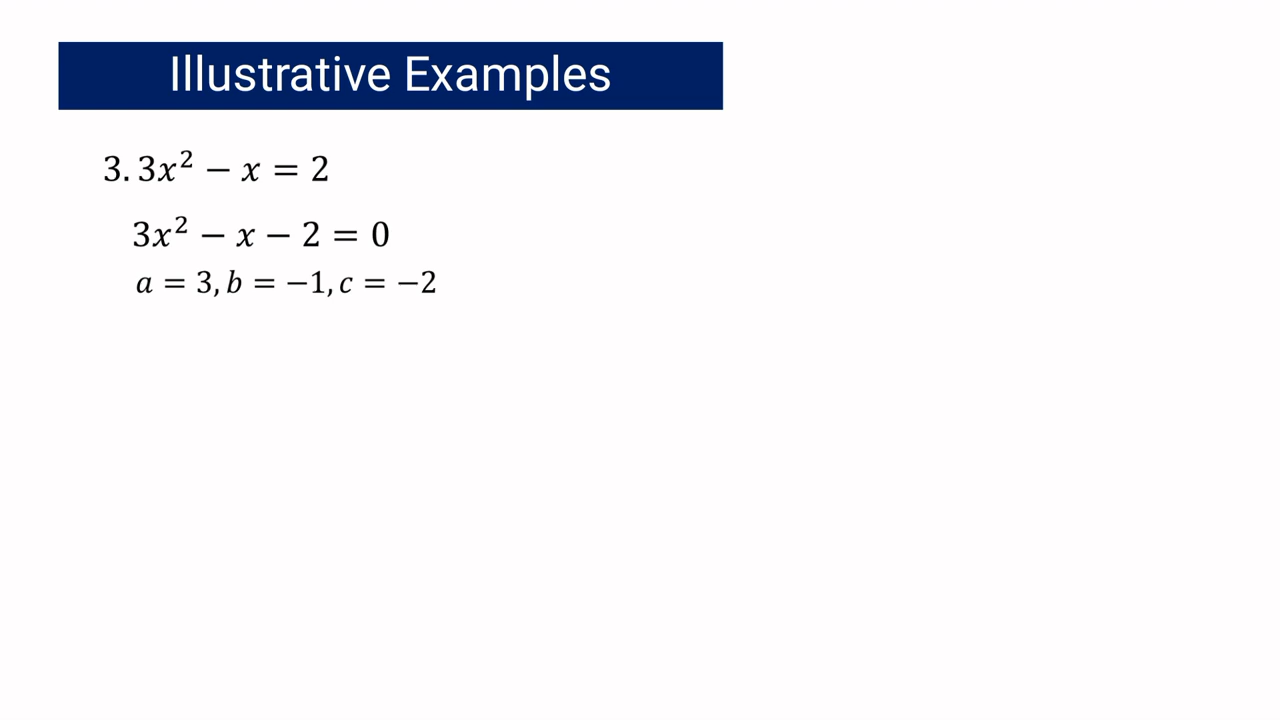 Illustrative Examples
3. 3𝑥² − 𝑥 = 2
3𝑥² − 𝑥 − 2 = 0
𝑎 = 3, 𝑏 = −1, 𝑐 = −2